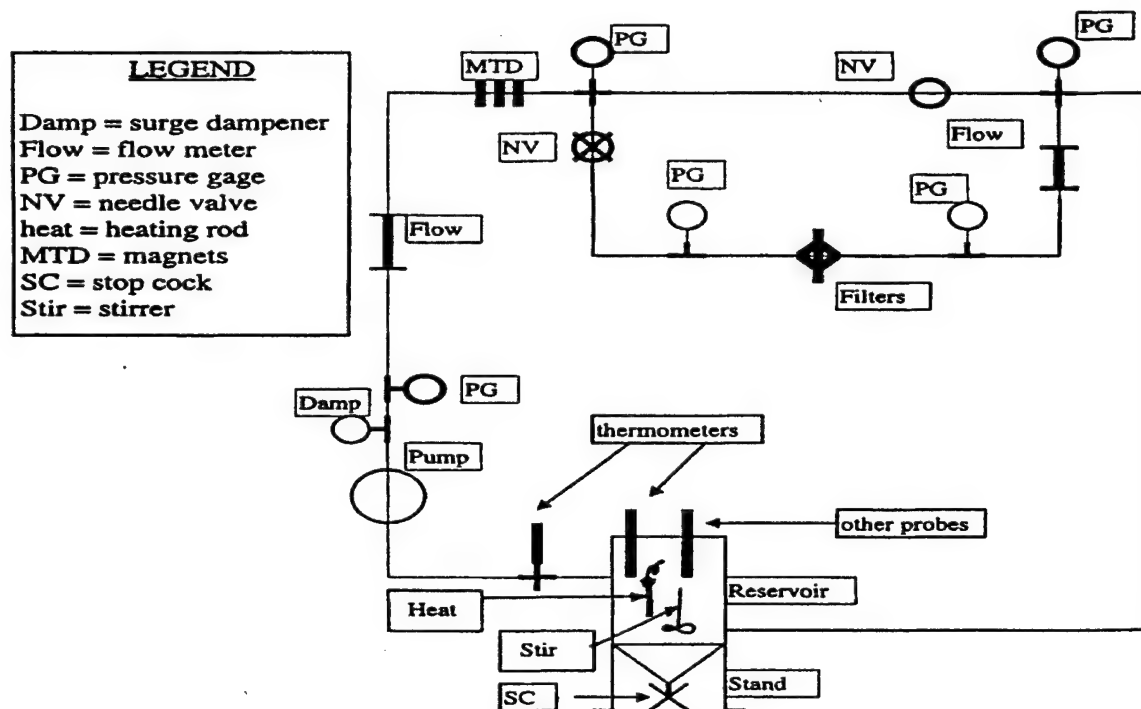 LEGEND
Damp = surge dampener
Flow = flow meter
PG = pressure gage
NV = needle valve
heat = heating rod
MTD = magnets
SC = stop cock
Stir = stirrer
PG
PG
MTD
NV
NV
Flow
PG
PG
Flow
Filters
PG
Damp
thermometers
Pump
other probes
Reservoir
Heat
Stir
Stand
SC